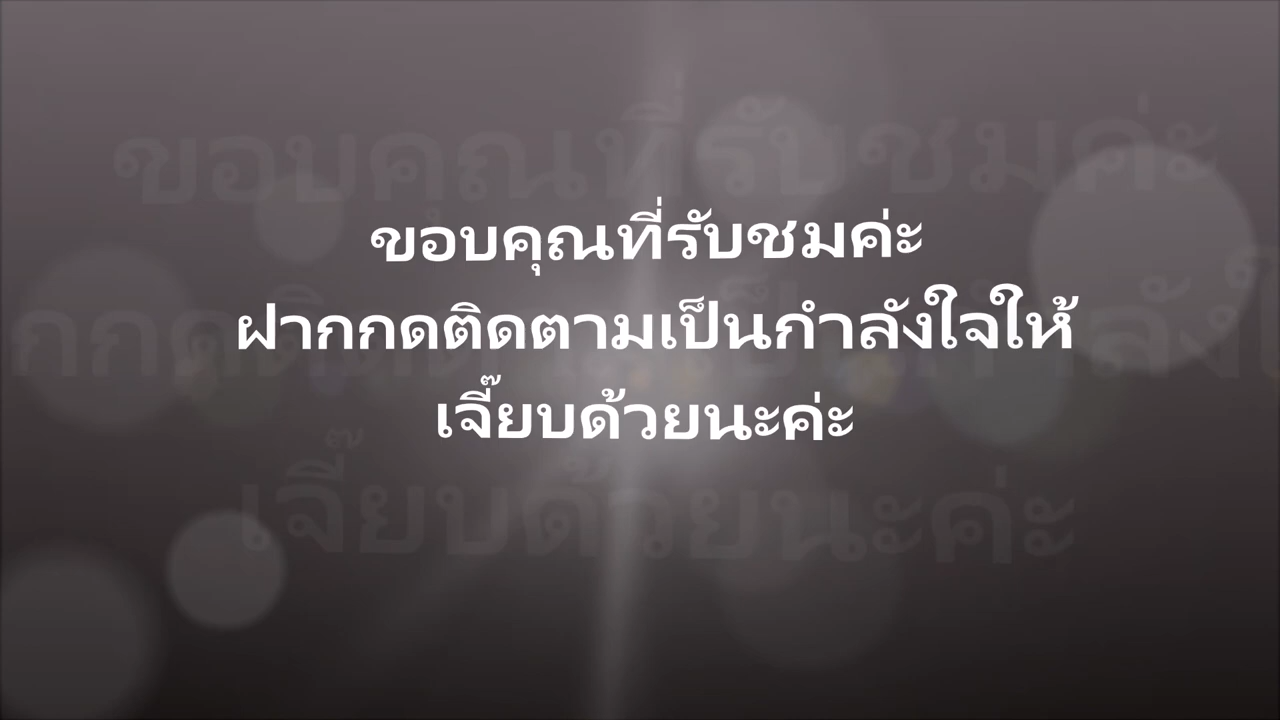 ขอบคุณที่รับชมค่ะ
ฝากกดติดตามเป็นกำลังใจให้
เจี๊ยบด้วยนะค่ะ